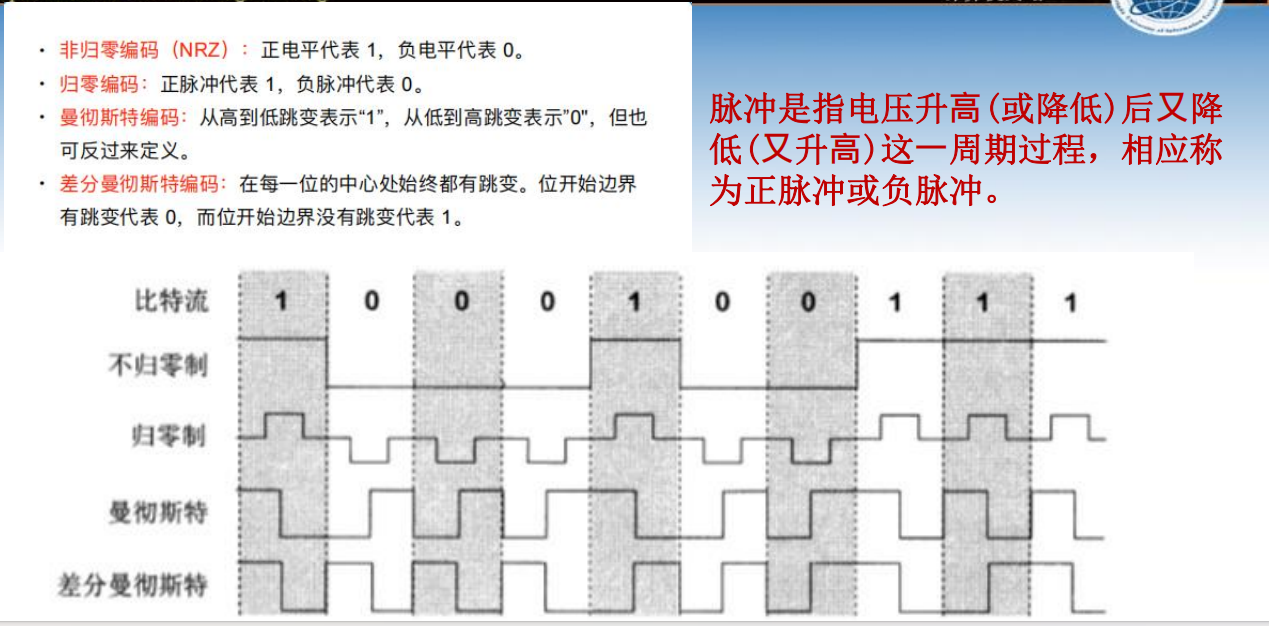 • 非归零编码（NRZ）：正电平代表 1，负电平代表 0。
• 归零编码：正脉冲代表 1，负脉冲代表 0。
• 曼彻斯特编码：从高到低跳变表示“1”，从低到高跳变表示”0"，但也
可反过来定义。
• 差分曼彻斯特编码：在每一位的中心处始终都有跳变。位开始边界
有跳变代表 0，而位开始边界没有跳变代表 1。
脉冲是指电压升高(或降低)后又降
低(又升高)这一周期过程，相应称
为正脉冲或负脉冲。
比特流 1 0 0 0 1 0 0 1 1 1
不归零制
归零制
曼彻斯特
差分曼彻斯特